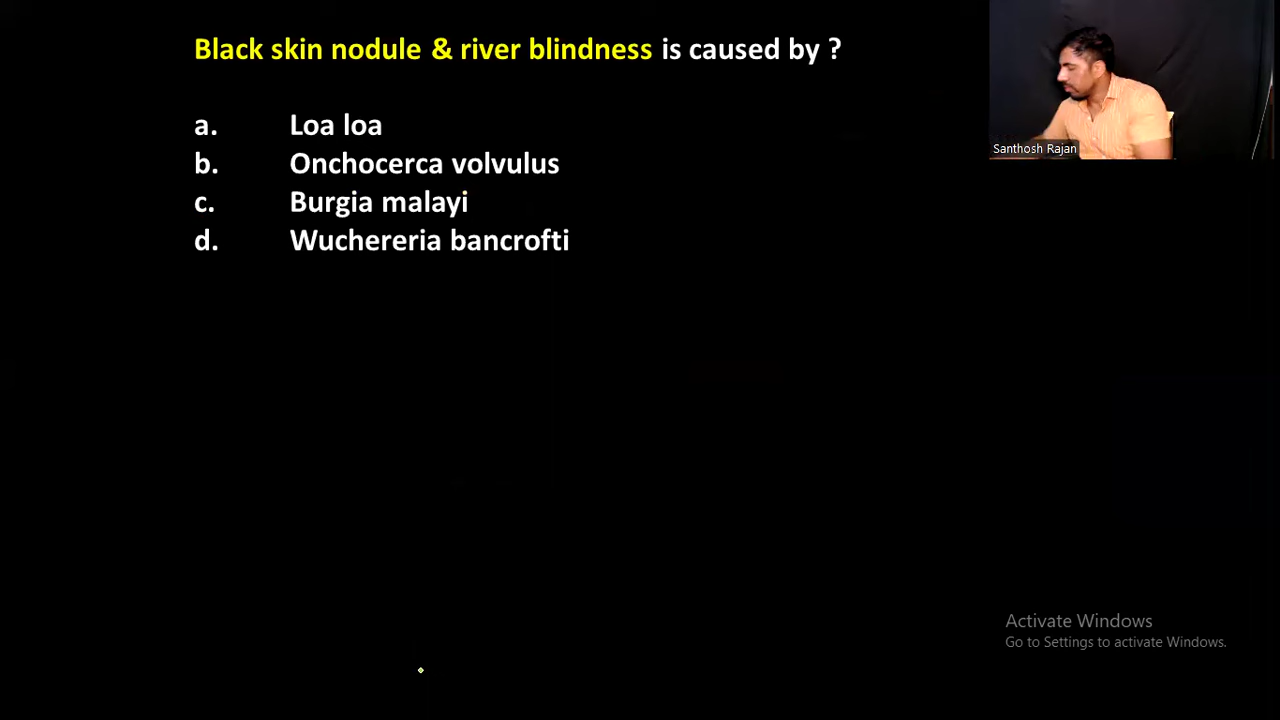 Black skin nodule & river blindness is caused by ?
a. Loa loa
b. Onchocerca volvulus
c. Burgia malayi
d. Wuchereria bancrofti
Santhosh Rajan
Activate Windows
Go to Settings to activate Windows.